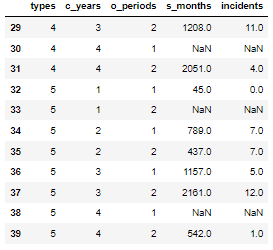 types c_years o_periods s_months incidents
29 4 3 2 1208.0 11.0
30 4 4 1 NaN NaN
31 4 4 2 2051.0 4.0
32 5 1 1 45.0 0.0
33 5 1 2 NaN NaN
34 5 2 1 789.0 7.0
35 5 2 2 437.0 7.0
36 5 3 1 1157.0 5.0
37 5 3 2 2161.0 12.0
38 5 4 1 NaN NaN
39 5 4 2 542.0 1.0